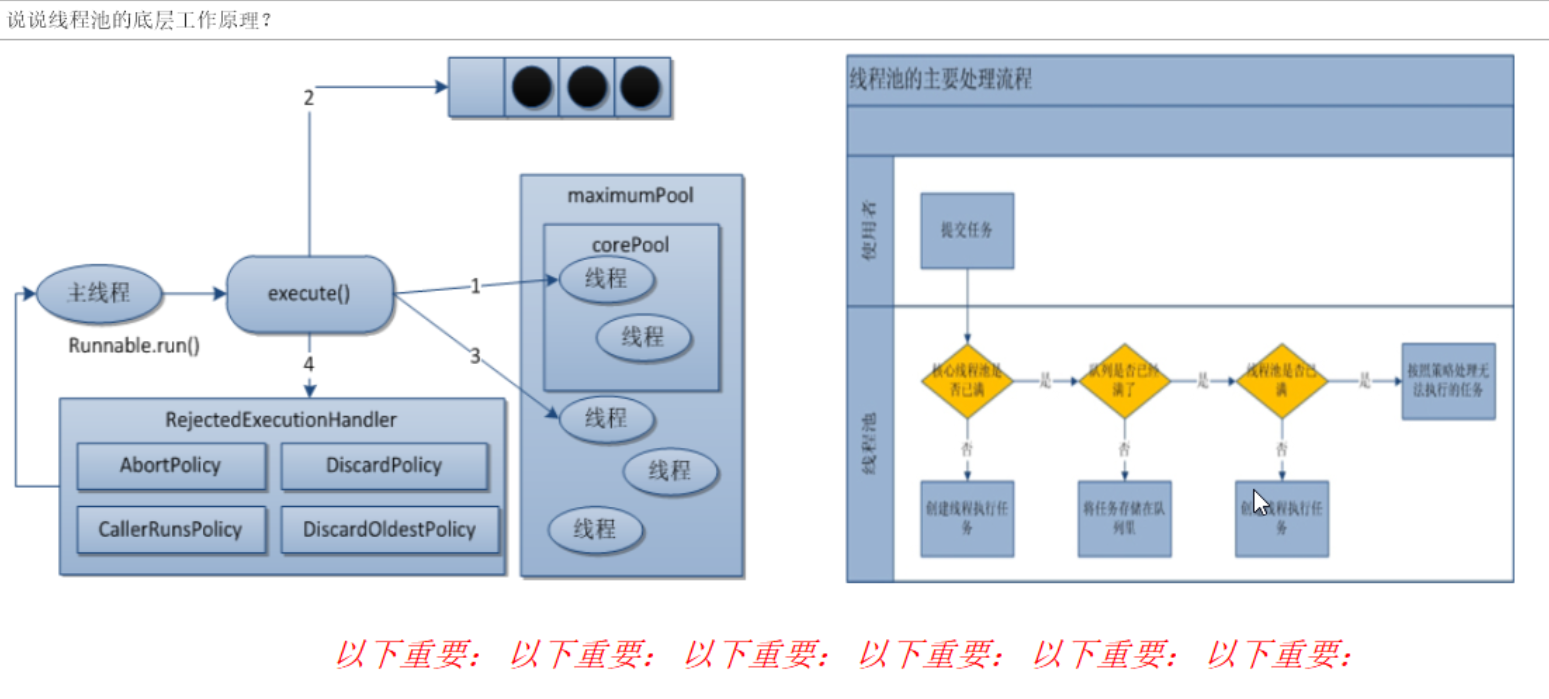 说说线程池的底层工作原理？
2
maximumPool
corePool
线程
线程
主线程
execute()
1
3
Runnable.run()
4
线程
线程
线程
RejectedExecutionHandler
AbortPolicy
DiscardPolicy
CallerRunsPolicy
DiscardOldestPolicy
线程池的主要处理流程
使用者
提交任务
线程池
核心线程池是
否已满
是
队列是否已经
满了
是
线程池是否已
满
是
按照策略处理无
法执行的任务
否
否
否
创建线程执行任
务
将任务存储在队
列里
创建线程执行任
务
以下重要： 以下重要： 以下重要： 以下重要： 以下重要： 以下重要：